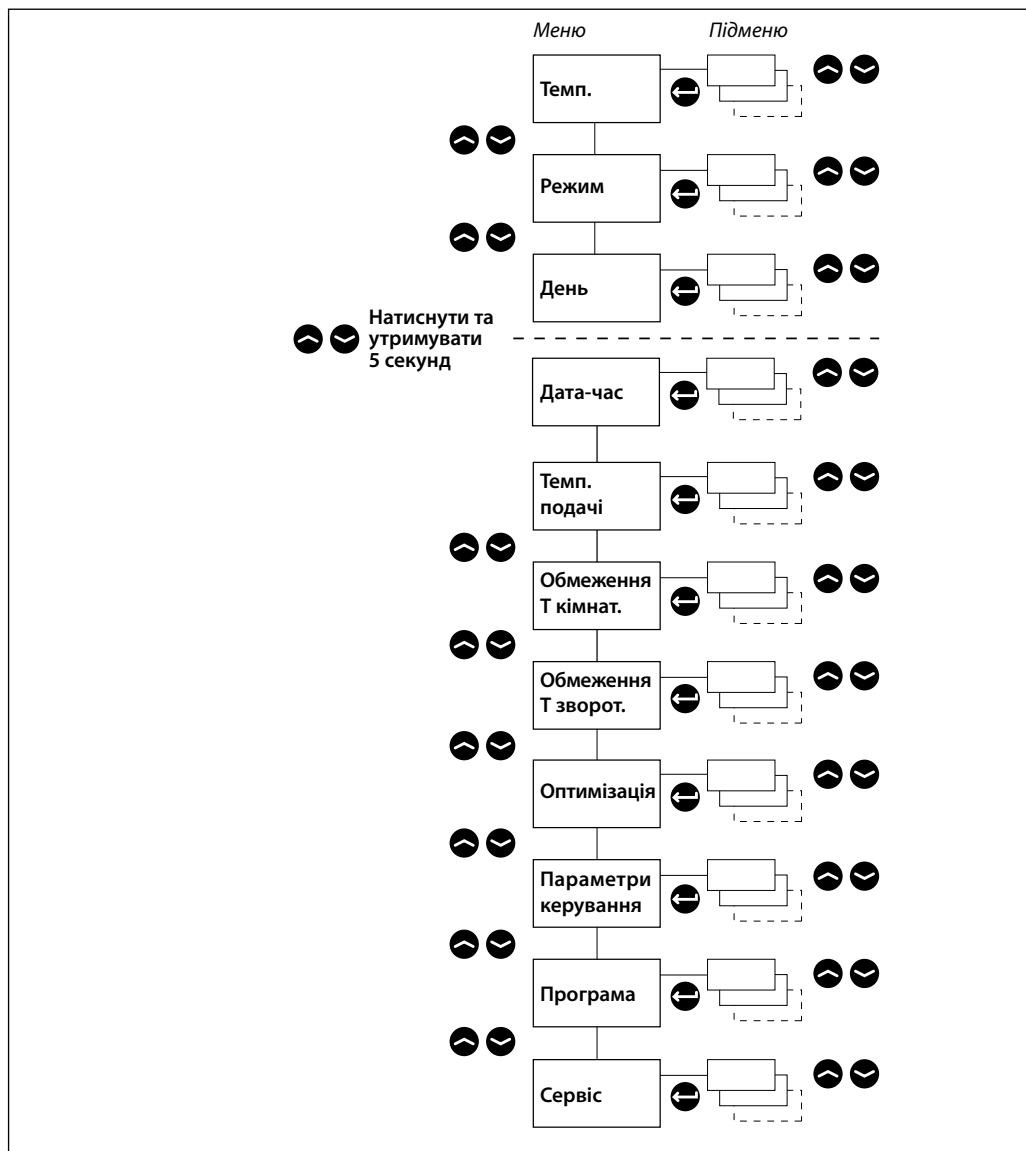 Меню
Підменю
Темп.
Режим
День
Натиснути та
утримувати
5 секунд
Дата-час
Темп.
подачі
Обмеження
Т кімнат.
Обмеження
Т зворот.
Оптимізація
Параметри
керування
Програма
Сервіс